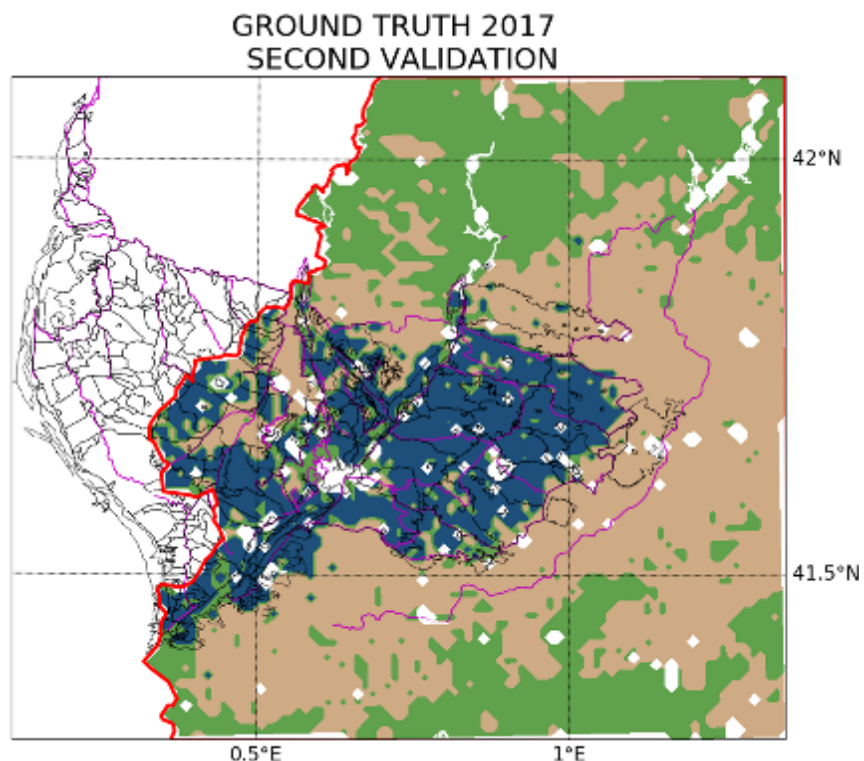 GROUND TRUTH 2017
SECOND VALIDATION
42°N
41.5°N
0.5°E
1°E